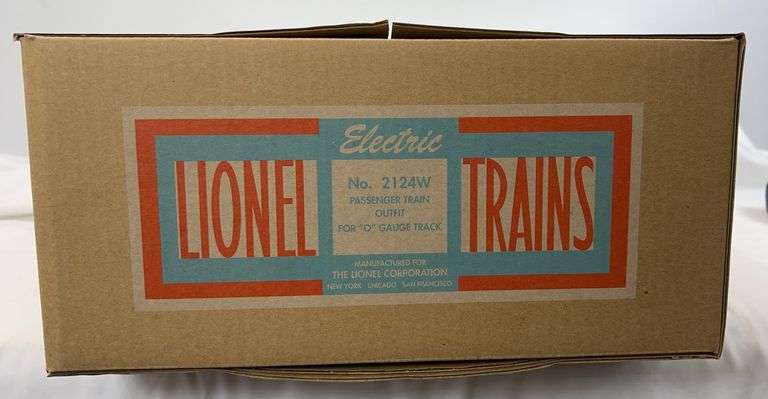 Electric
LIONEL TRAINS
No. 2124W
PASSENGER TRAIN
OUTFIT
FOR "O" GAUGE TRACK
MANUFACTURED FOR
THE LIONEL CORPORATION
NEW YORK CHICAGO SAN FRANCISCO